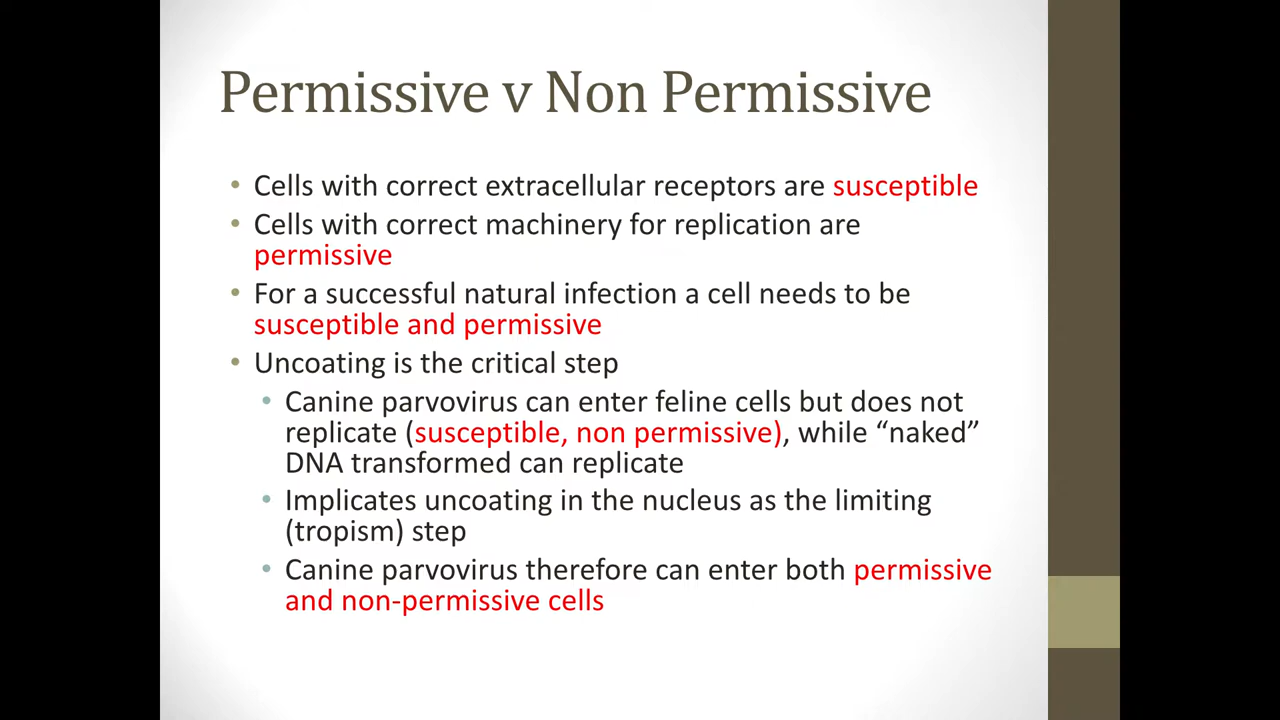 Permissive v Non Permissive
• Cells with correct extracellular receptors are susceptible
• Cells with correct machinery for replication are
permissive
• For a successful natural infection a cell needs to be
susceptible and permissive
• Uncoating is the critical step
• Canine parvovirus can enter feline cells but does not
replicate (susceptible, non permissive), while “naked”
DNA transformed can replicate
• Implicates uncoating in the nucleus as the limiting
(tropism) step
• Canine parvovirus therefore can enter both permissive
and non-permissive cells